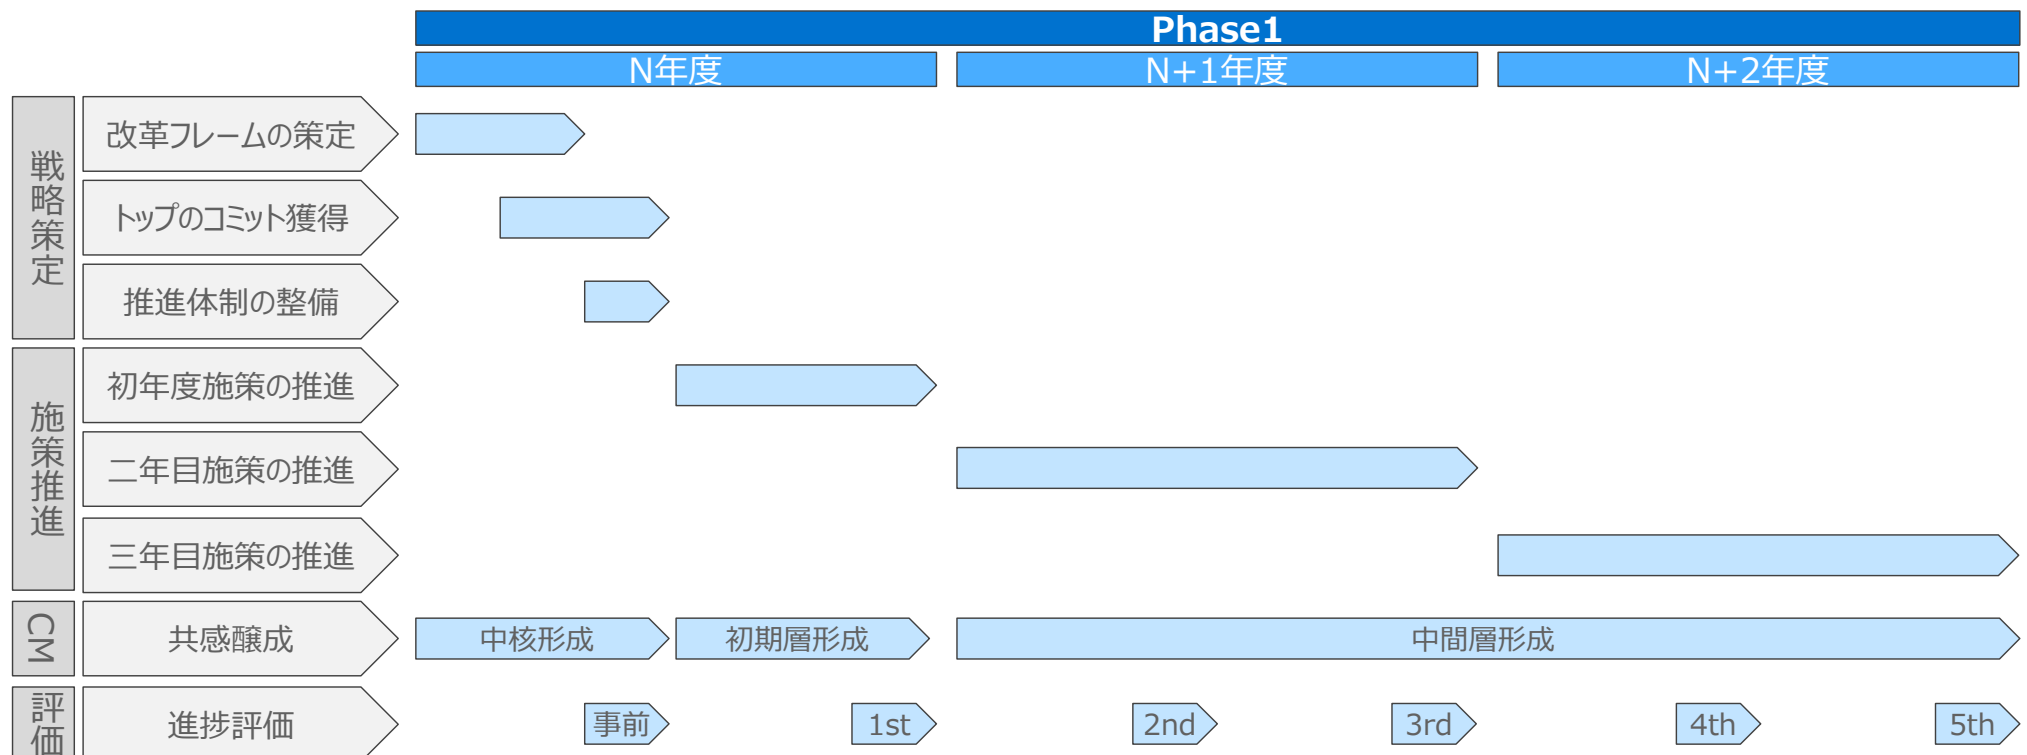 Phase1
N年度
N+1年度
N+2年度
戦略策定
改革フレームの策定
トップのコミット獲得
推進体制の整備
施策推進
初年度施策の推進
二年目施策の推進
三年目施策の推進
CM
共感醸成
中核形成
初期層形成
中間層形成
評価
進捗評価
事前
1st
2nd
3rd
4th
5th